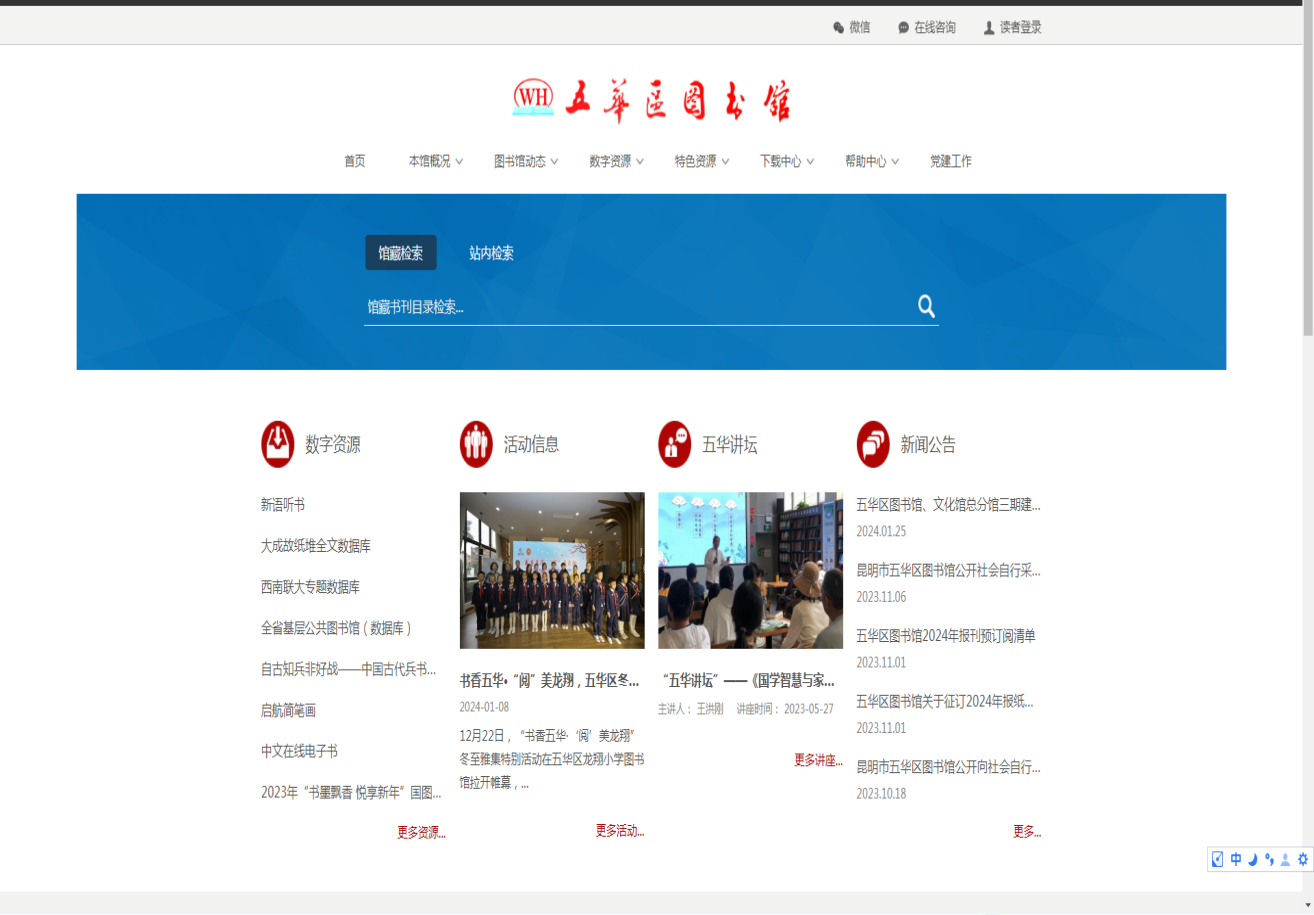 微信 在线咨询 读者登录
WH 五華區图书館
首页 本馆概况 图书馆动态 数字资源 特色资源 下载中心 帮助中心 党建工作
馆藏检索 站内检索
馆藏书刊目录检索...
数字资源
新语听书
大成故纸堆全文数据库
西南联大专题数据库
全省基层公共图书馆（数据库）
自古知兵非好战——中国古代兵书...
启航简笔画
中文在线电子书
2023年“书墨飘香 悦享新年”国图...
更多资源...
活动信息
书香五华•“阅”美龙翔，五华区冬...
2024-01-08
12月22日，“书香五华·‘阅’美龙翔”
冬至雅集特别活动在五华区龙翔小学图书
馆拉开帷幕，...
更多活动...
五华讲坛
“五华讲坛”——《国学智慧与家...
主讲人： 王洪刚 讲座时间： 2023-05-27
更多讲座...
新闻公告
五华区图书馆、文化馆总分馆三期建...
2024.01.25
昆明市五华区图书馆公开社会自行采...
2023.11.06
五华区图书馆2024年报刊预订阅清单
2023.11.01
五华区图书馆关于征订2024年报纸...
2023.11.01
昆明市五华区图书馆公开向社会自行...
2023.10.18
更多...
中